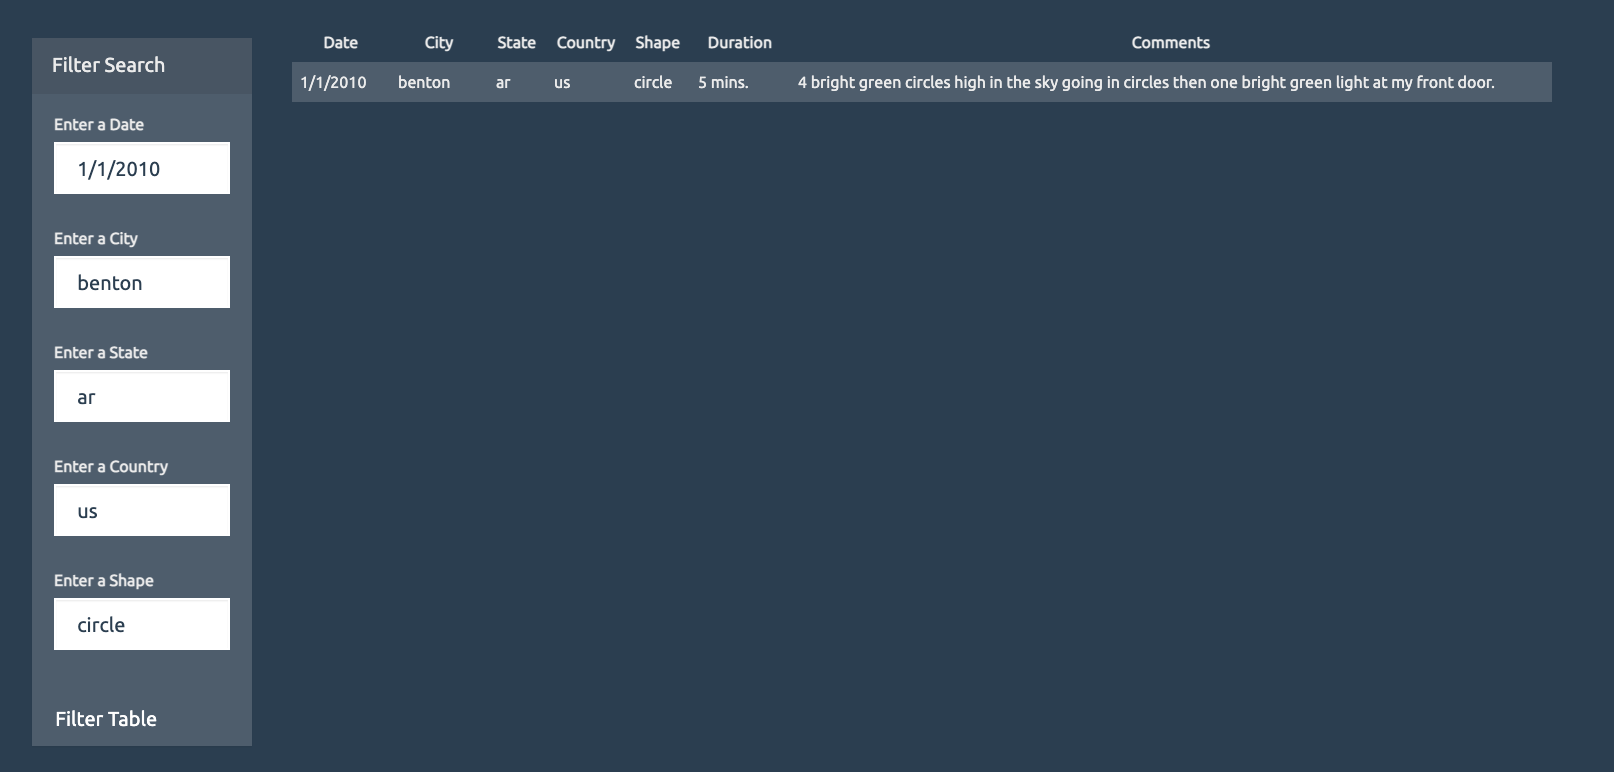 Filter Search
Enter a Date
1/1/2010
Enter a City
benton
Enter a State
ar
Enter a Country
us
Enter a Shape
circle
Filter Table
Date City State Country Shape Duration Comments
1/1/2010 benton ar us circle 5 mins. 4 bright green circles high in the sky going in circles then one bright green light at my front door.